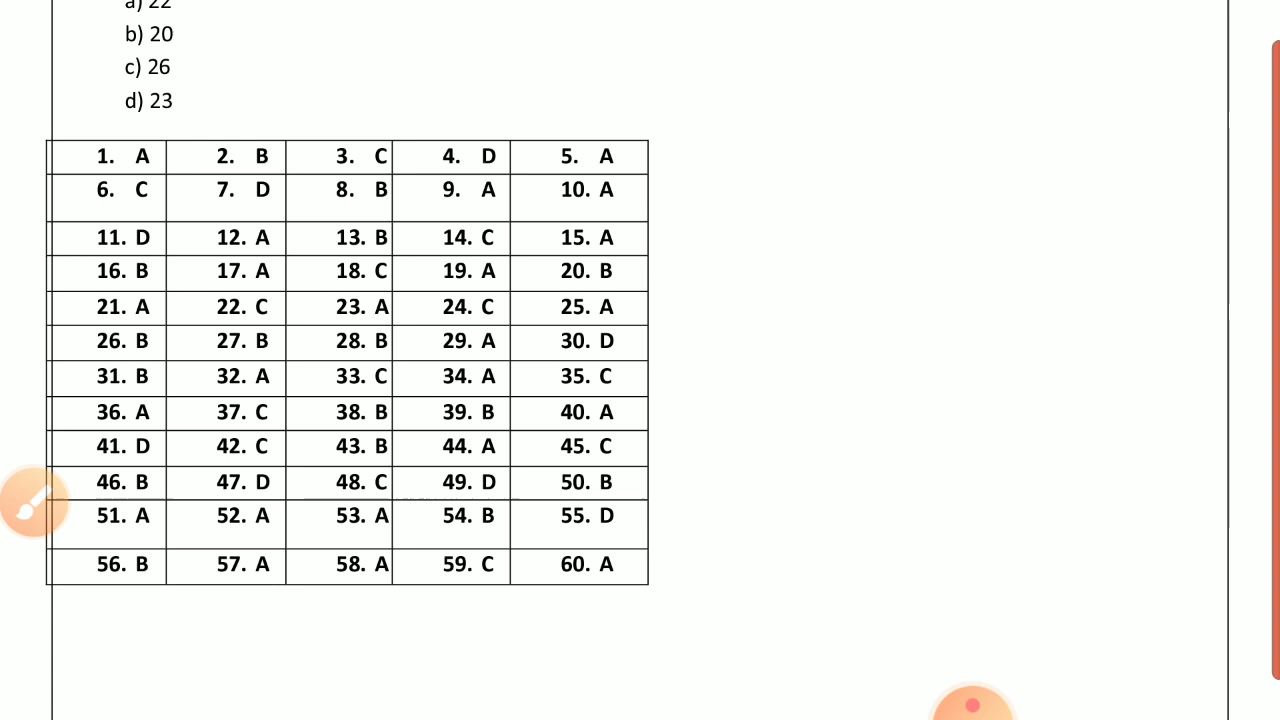 a) 22
b) 20
c) 26
d) 23
1. A 2. B 3. C 4. D 5. A
6. C 7. D 8. B 9. A 10. A
11. D 12. A 13. B 14. C 15. A
16. B 17. A 18. C 19. A 20. B
21. A 22. C 23. A 24. C 25. A
26. B 27. B 28. B 29. A 30. D
31. B 32. A 33. C 34. A 35. C
36. A 37. C 38. B 39. B 40. A
41. D 42. C 43. B 44. A 45. C
46. B 47. D 48. C 49. D 50. B
51. A 52. A 53. A 54. B 55. D
56. B 57. A 58. A 59. C 60. A